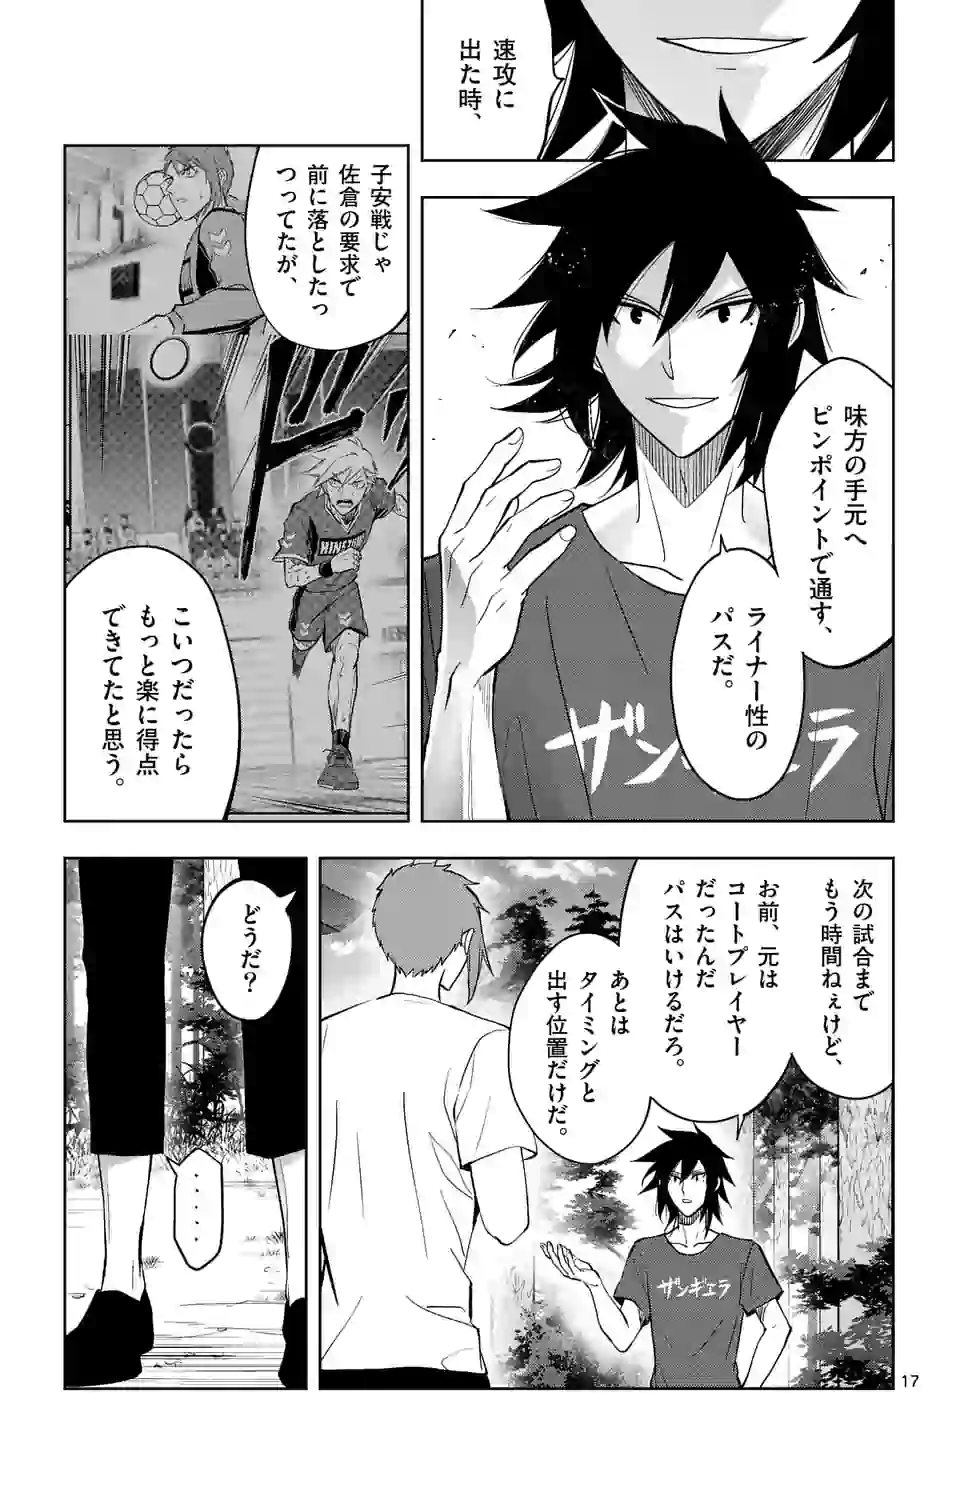 速攻に
出た時、
味方の手元へ
ピンポイントで通す、
ライナー性の
パスだ。
ザンギエラ
子安戦じゃ
佐倉の要求で
前に落としたっ
つってたが、
こいつだったら
もっと楽に得点
できてたと思う。
次の試合まで
もう時間ねぇけど、
お前、元は
コートプレイヤー
だったんだ
パスはいけるだろ。
あとは
タイミングと
出す位置だけだ。
ザンギエラ
どうだ?
・・・・・
17